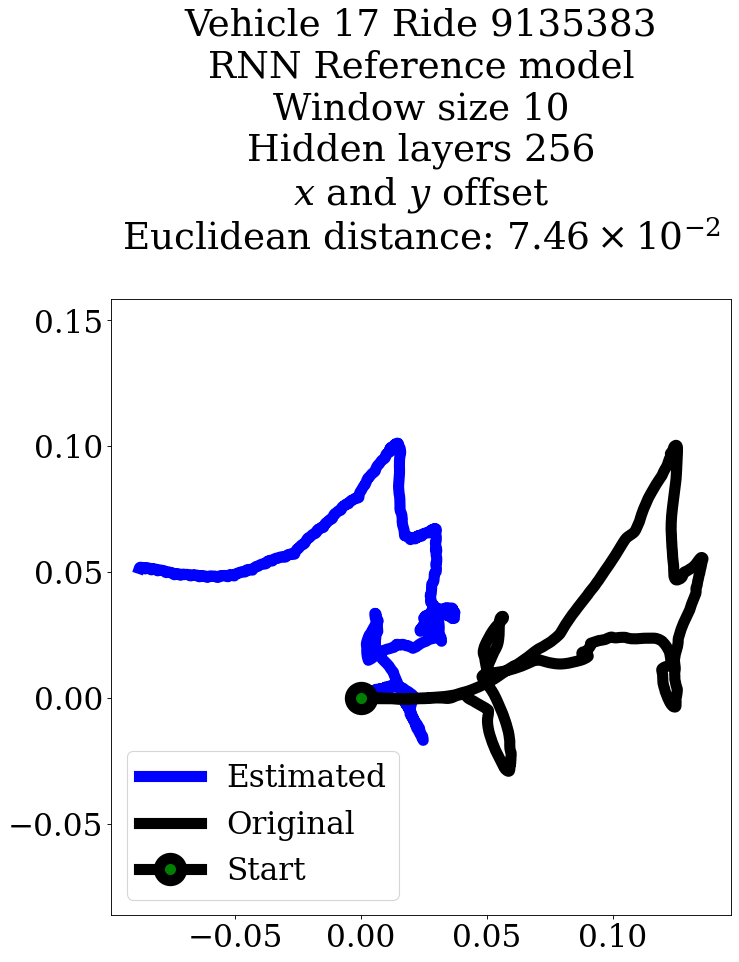 Vehicle 17 Ride 9135383
RNN Reference model
Window size 10
Hidden layers 256
x and y offset
Euclidean distance: 7.46 × 10⁻²
0.15
0.10
0.05
0.00
−0.05
Estimated
Original
Start
−0.05 0.00 0.05 0.10